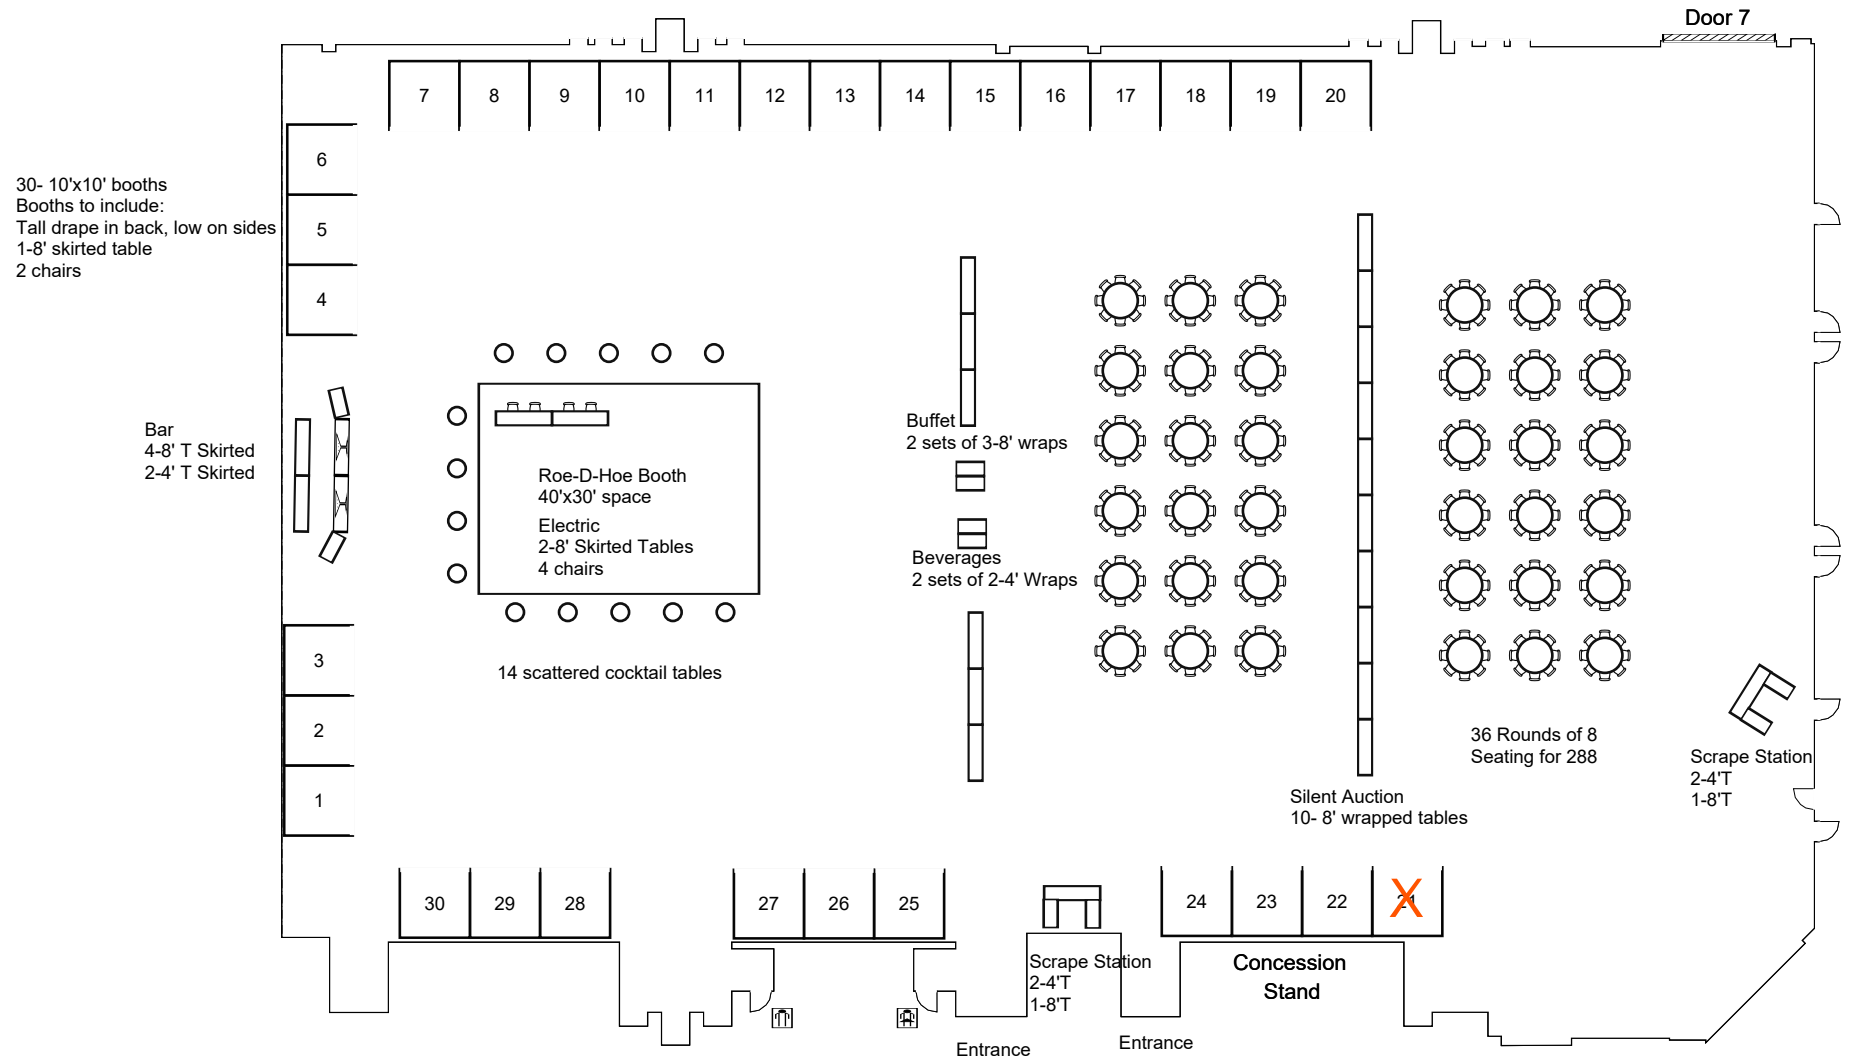 Door 7
7 8 9 10 11 12 13 14 15 16 17 18 19 20
6
5
4
30- 10'x10' booths
Booths to include:
Tall drape in back, low on sides
1-8' skirted table
2 chairs
Bar
4-8' T Skirted
2-4' T Skirted
Roe-D-Hoe Booth
40'x30' space
Electric
2-8' Skirted Tables
4 chairs
14 scattered cocktail tables
Buffet
2 sets of 3-8' wraps
Beverages
2 sets of 2-4' Wraps
3
2
1
36 Rounds of 8
Seating for 288
Scrape Station
2-4'T
1-8'T
Silent Auction
10- 8' wrapped tables
30 29 28 27 26 25 24 23 22 21
Scrape Station
2-4'T
1-8'T
Concession
Stand
Entrance
Entrance